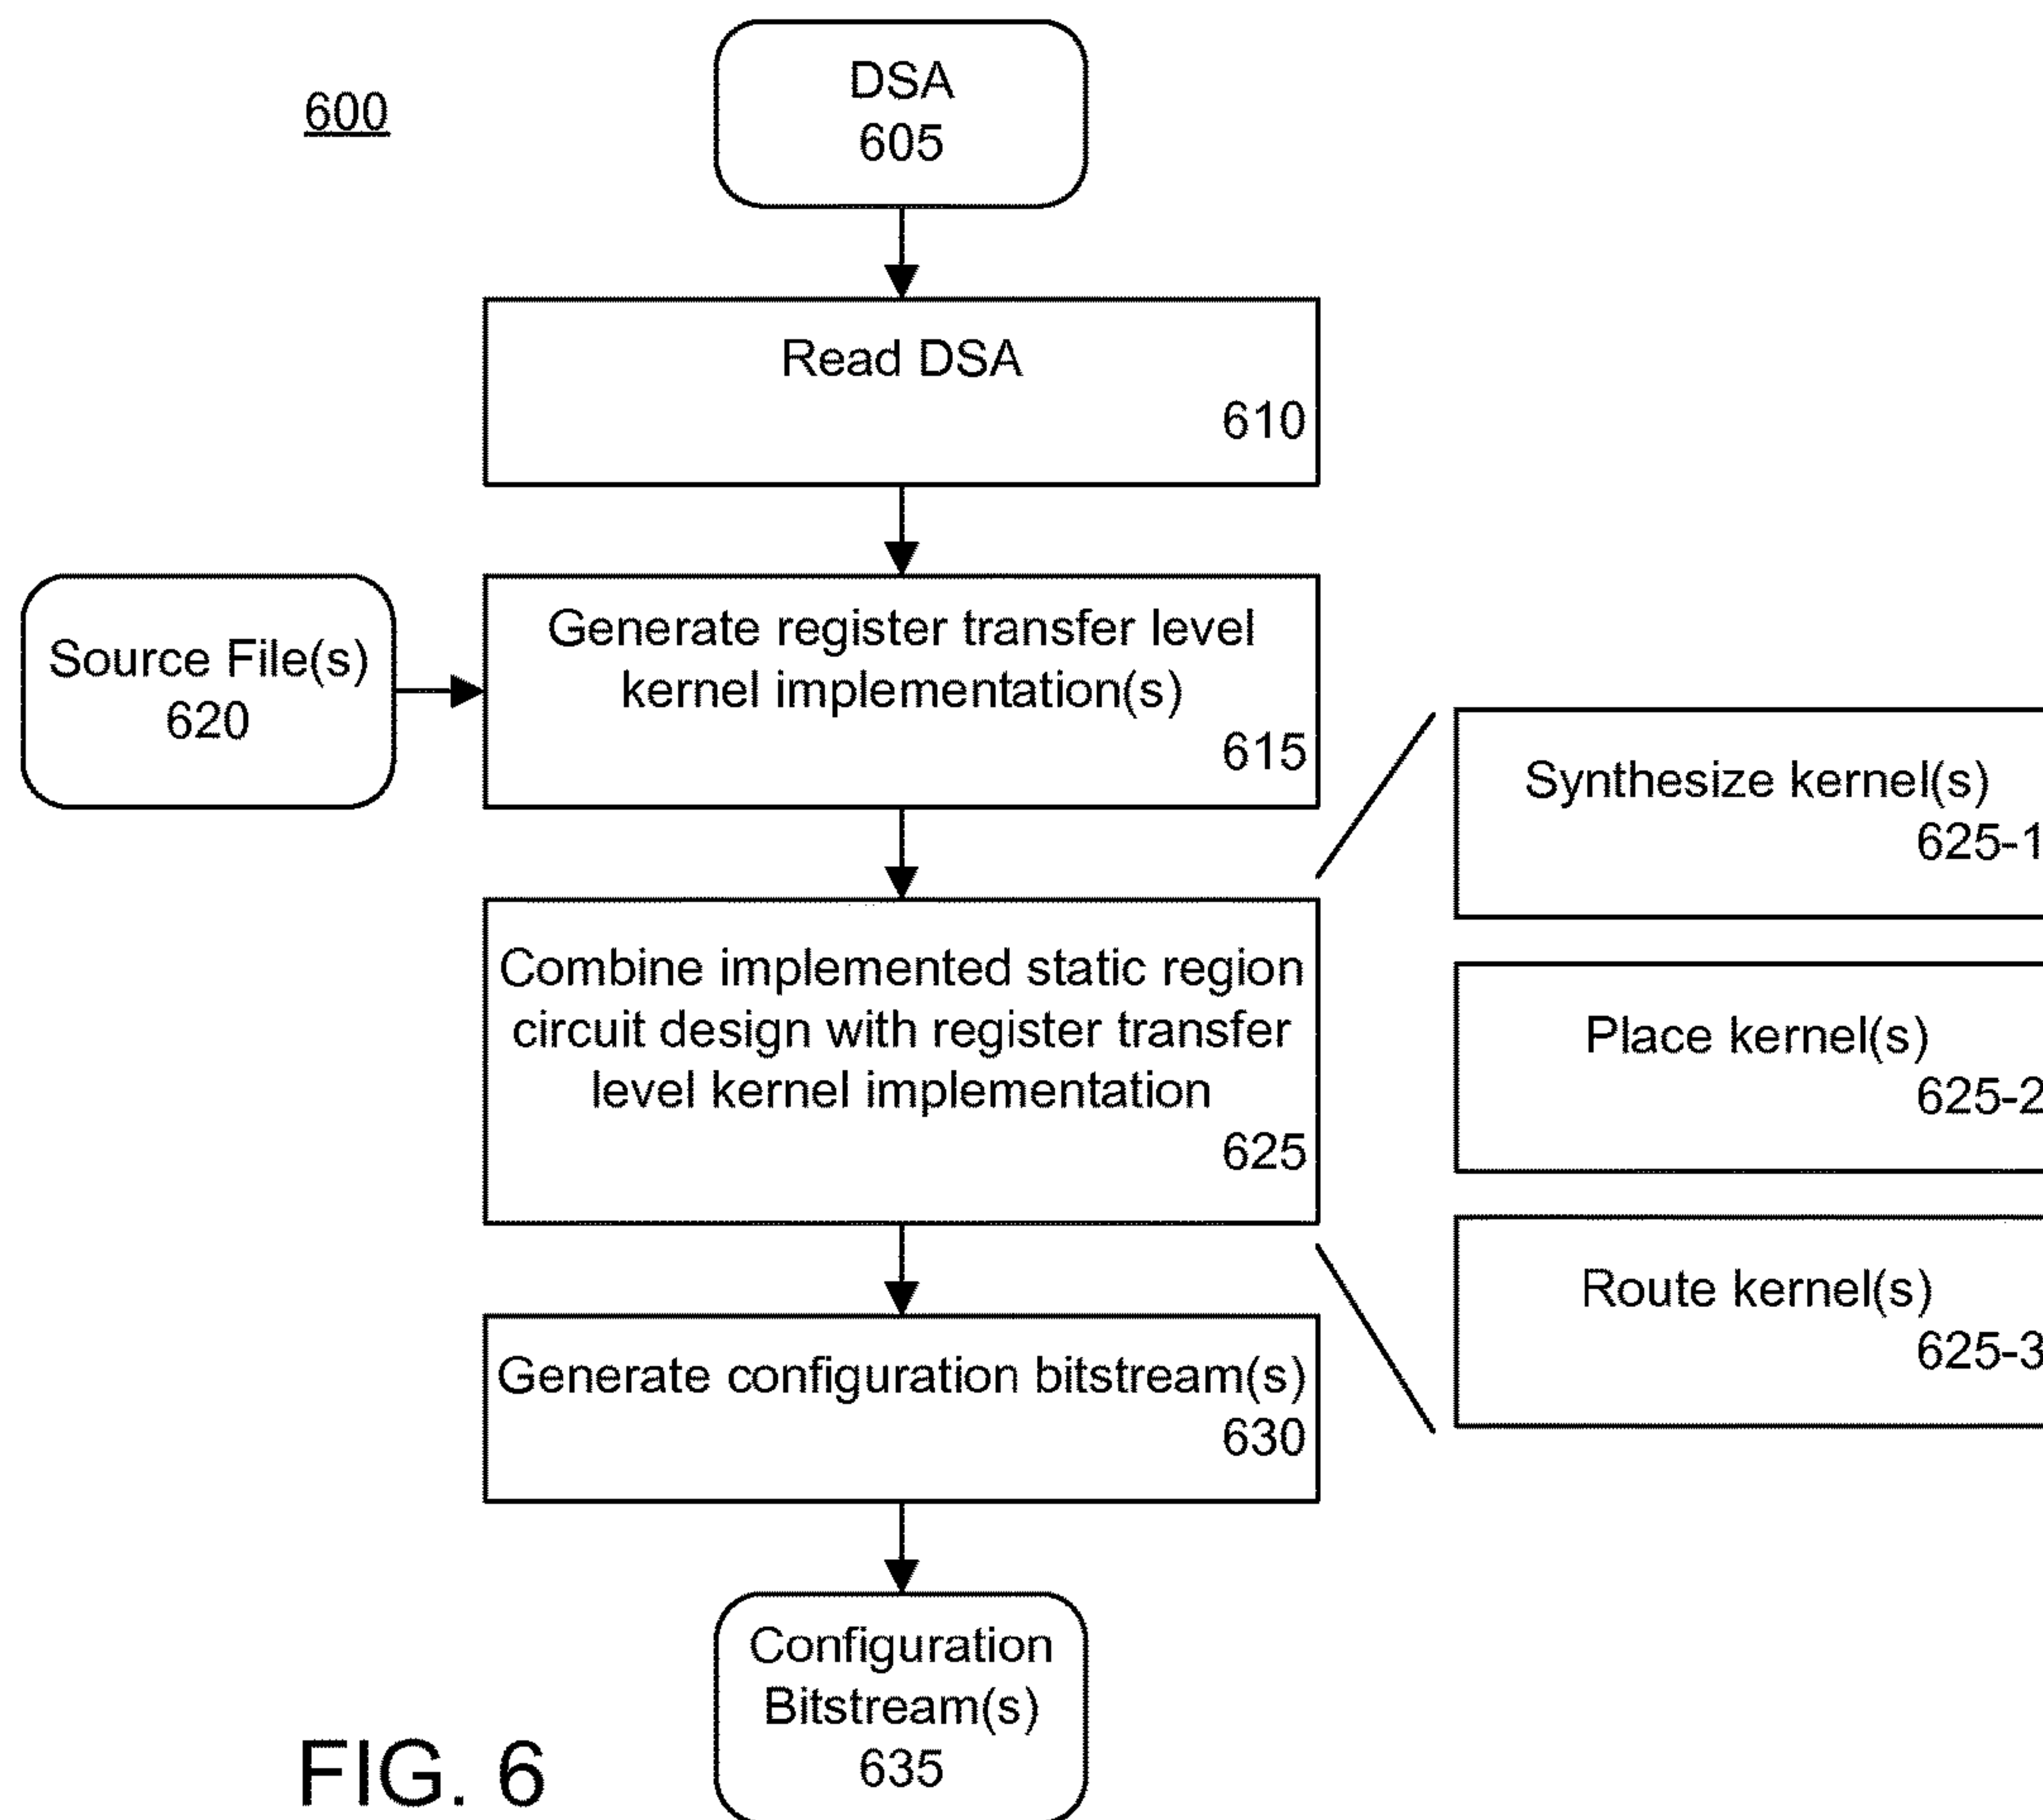 600
DSA
605
Read DSA
610
Source File(s)
620
Generate register transfer level
kernel implementation(s)
615
Combine implemented static region
circuit design with register transfer
level kernel implementation
625
Synthesize kernel(s)
625-1
Place kernel(s)
625-2
Route kernel(s)
625-3
Generate configuration bitstream(s)
630
Configuration
Bitstream(s)
635
FIG. 6